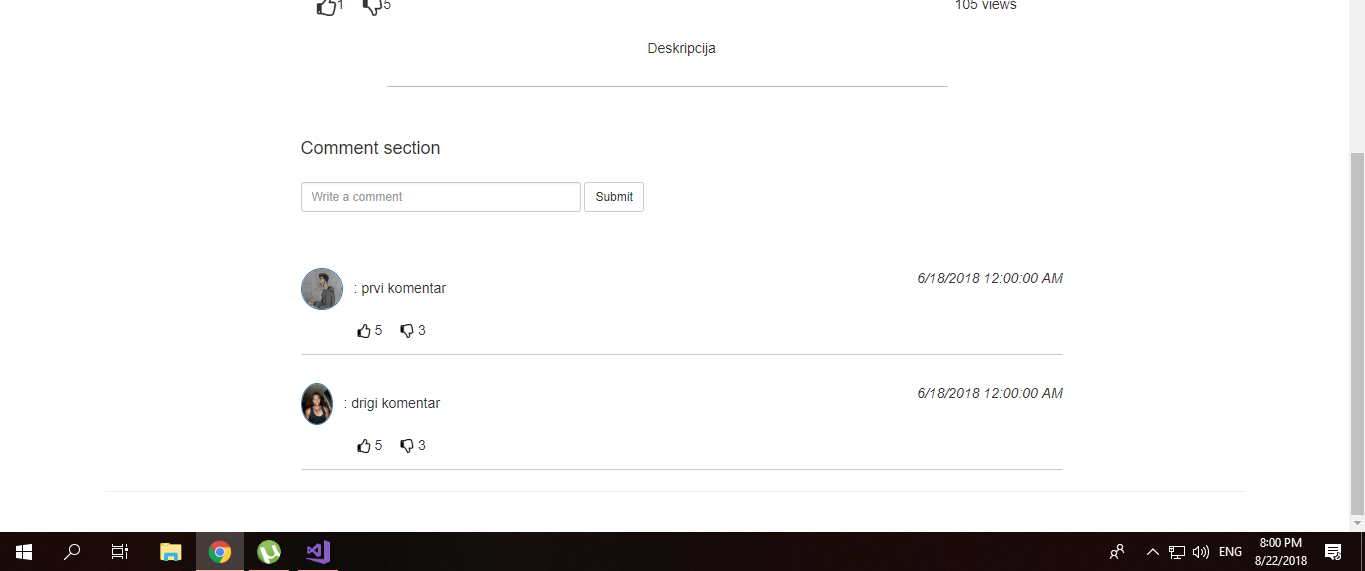 1 5 105 views
Deskripcija
Comment section
Write a comment Submit
: prvi komentar 6/18/2018 12:00:00 AM
5 3
: drigi komentar 6/18/2018 12:00:00 AM
5 3
ENG 8:00 PM
8/22/2018